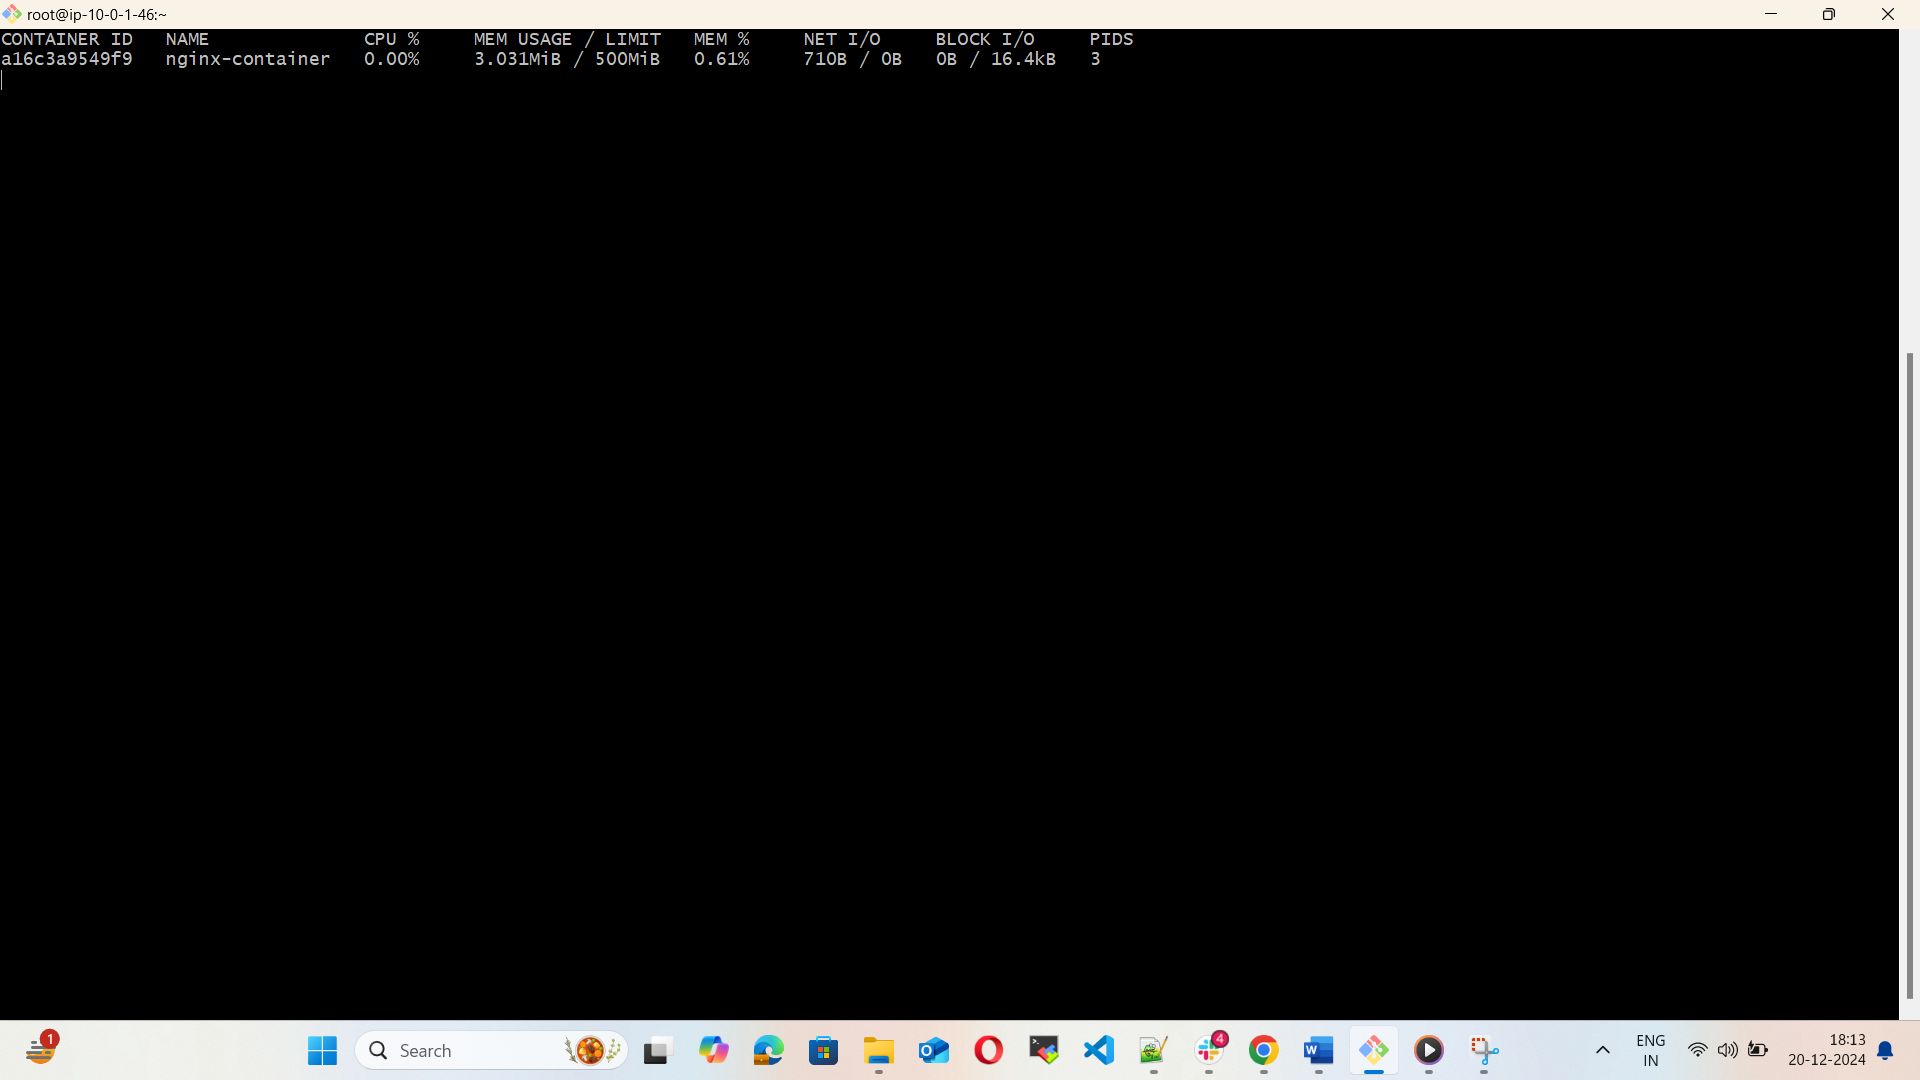 root@ip-10-0-1-46:~
CONTAINER ID   NAME              CPU %     MEM USAGE / LIMIT   MEM %     NET I/O     BLOCK I/O     PIDS
a16c3a9549f9   nginx-container   0.00%     3.031MiB / 500MiB   0.61%     710B / 0B   0B / 16.4kB   3
1
Search
4
ENG
IN
18:13
20-12-2024